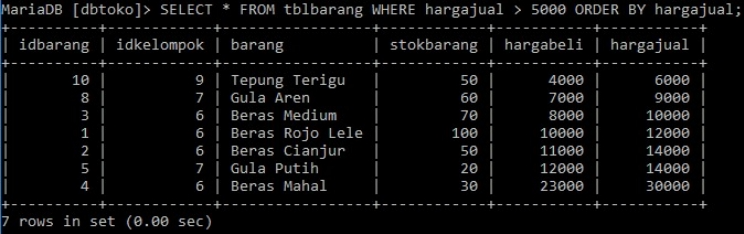 MariaDB [dbtoko]> SELECT * FROM tblbarang WHERE hargajual > 5000 ORDER BY hargajual;
+----------+------------+-----------------+------------+-----------+-----------+
| idbarang | idkelompok | barang          | stokbarang | hargabeli | hargajual |
+----------+------------+-----------------+------------+-----------+-----------+
|       10 |          9 | Tepung Terigu   |         50 |      4000 |      6000 |
|        8 |          7 | Gula Aren       |         60 |      7000 |      9000 |
|        3 |          6 | Beras Medium    |         70 |      8000 |     10000 |
|        1 |          6 | Beras Rojo Lele |        100 |     10000 |     12000 |
|        2 |          6 | Beras Cianjur   |         50 |     11000 |     14000 |
|        5 |          7 | Gula Putih      |         20 |     12000 |     14000 |
|        4 |          6 | Beras Mahal     |         30 |     23000 |     30000 |
+----------+------------+-----------------+------------+-----------+-----------+
7 rows in set (0.00 sec)